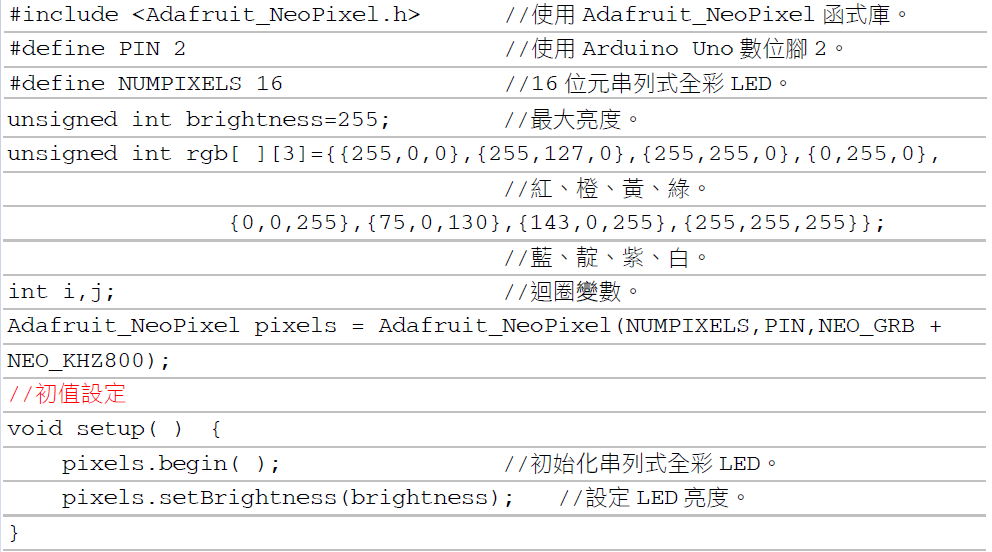 #include <Adafruit_NeoPixel.h> //使用 Adafruit_NeoPixel 函式庫。
#define PIN 2 //使用 Arduino Uno 數位腳 2。
#define NUMPIXELS 16 //16 位元串列式全彩 LED。
unsigned int brightness=255; //最大亮度。
unsigned int rgb[ ][3]={{255,0,0},{255,127,0},{255,255,0},{0,255,0},
//紅、橙、黃、綠。
{0,0,255},{75,0,130},{143,0,255},{255,255,255}};
//藍、靛、紫、白。
int i,j; //迴圈變數。
Adafruit_NeoPixel pixels = Adafruit_NeoPixel(NUMPIXELS,PIN,NEO_GRB +
NEO_KHZ800);
//初值設定
void setup( ) {
pixels.begin( ); //初始化串列式全彩 LED。
pixels.setBrightness(brightness); //設定 LED 亮度。
}